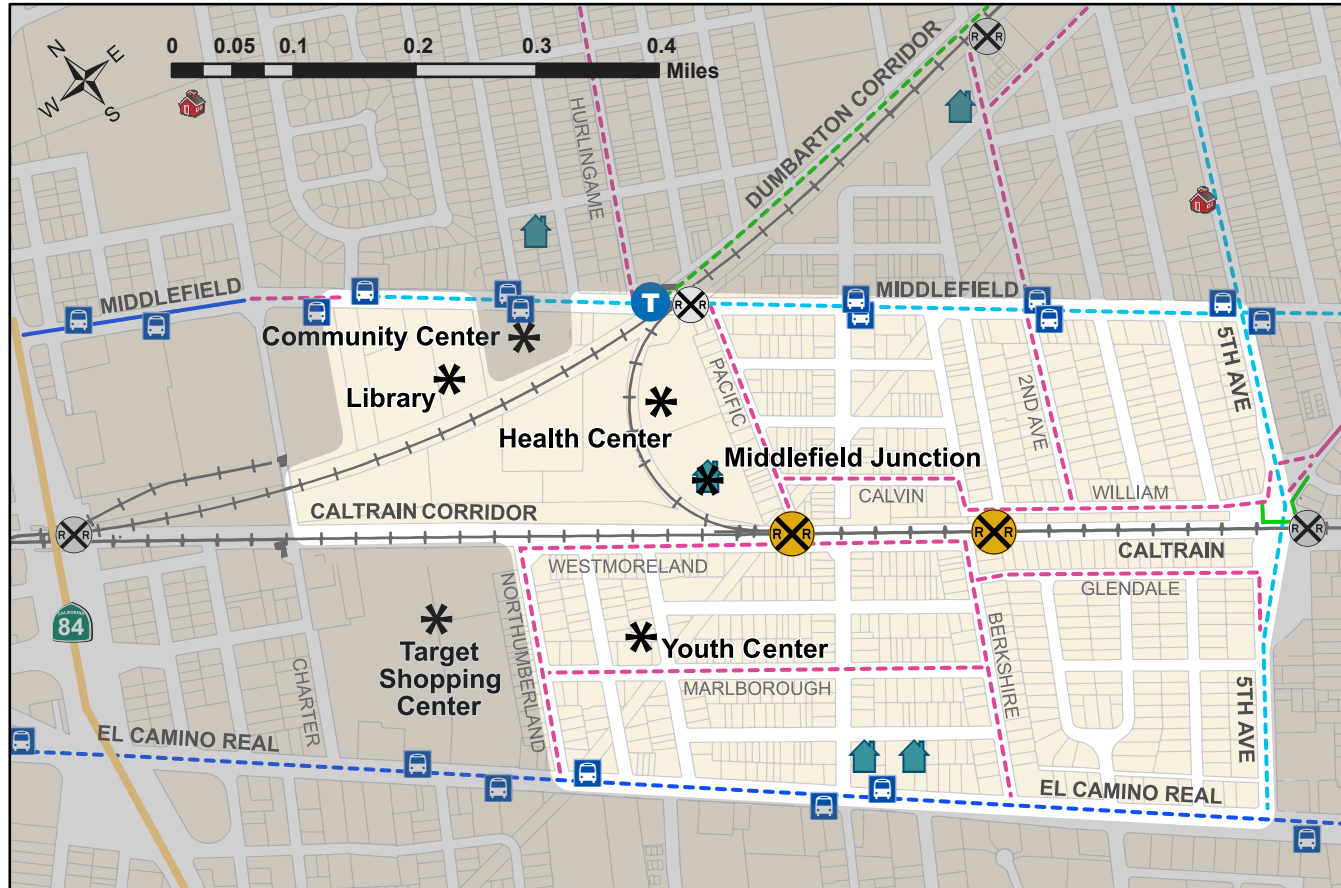 N
E
W
S
0 0.05 0.1 0.2 0.3 0.4
Miles
R R
HURLINGAME
DUMBARTON CORRIDOR
MIDDLEFIELD
T
R R
MIDDLEFIELD
Community Center
Library
Health Center
PACIFIC
Middlefield Junction
2ND AVE
5TH AVE
CALVIN
WILLIAM
CALTRAIN CORRIDOR
R R
R R
R R
R R
CALTRAIN
WESTMORELAND
GLENDALE
CALIFORNIA
84
NORTHUMBERLAND
CHARTER
Target
Shopping
Center
Youth Center
BERKSHIRE
MARLBOROUGH
5TH AVE
EL CAMINO REAL
EL CAMINO REAL